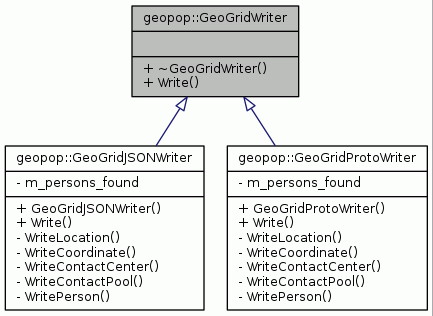 geopop::GeoGridWriter
+ ~GeoGridWriter()
+ Write()
geopop::GeoGridJSONWriter
- m_persons_found
+ GeoGridJSONWriter()
+ Write()
- WriteLocation()
- WriteCoordinate()
- WriteContactCenter()
- WriteContactPool()
- WritePerson()
geopop::GeoGridProtoWriter
- m_persons_found
+ GeoGridProtoWriter()
+ Write()
- WriteLocation()
- WriteCoordinate()
- WriteContactCenter()
- WriteContactPool()
- WritePerson()